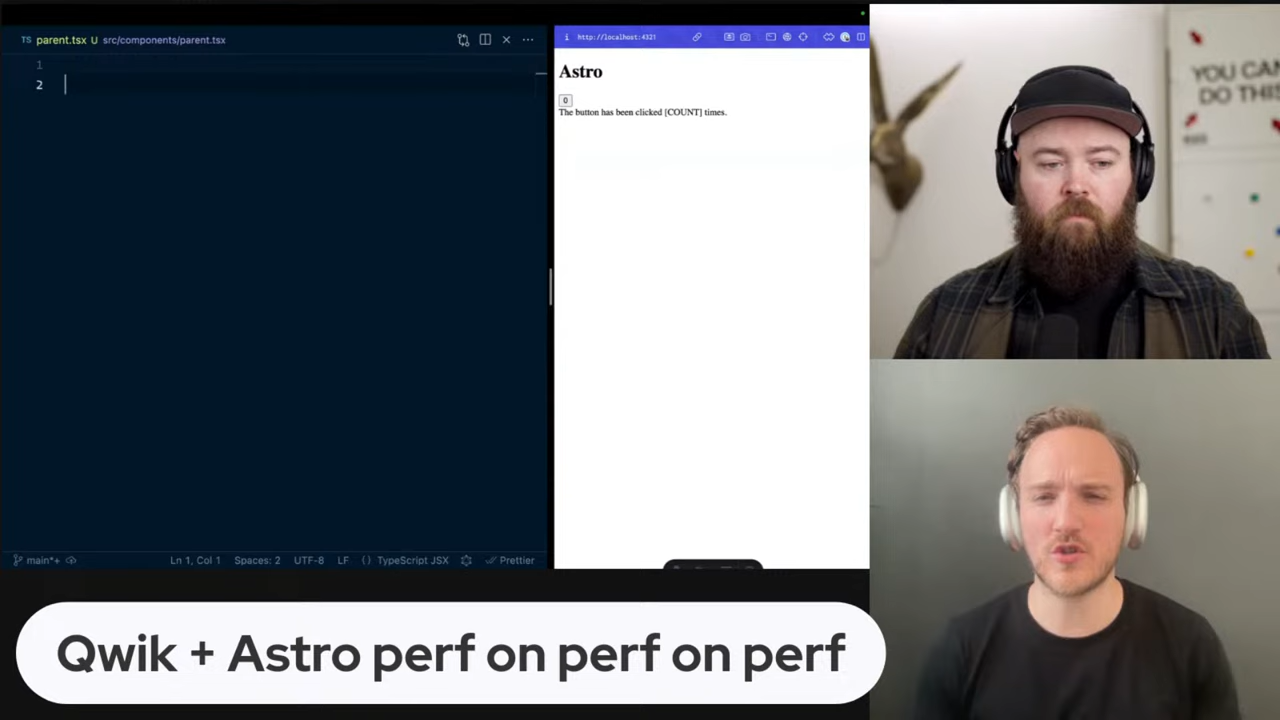 TS parent.tsx U src/components/parent.tsx
1
2
main*+
Ln 1, Col 1 Spaces: 2 UTF-8 LF {} TypeScript JSX Prettier
http://localhost:4321
Astro
0
The button has been clicked [COUNT] times.
YOU CAN
DO THIS
Qwik + Astro perf on perf on perf